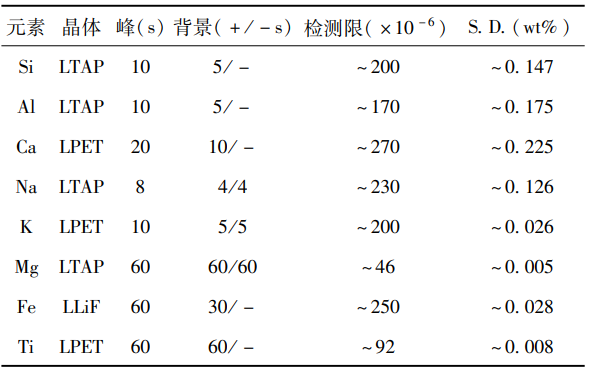 元素 晶体 峰(s) 背景(+/-s) 检测限(×10⁻⁶) S.D.(wt%)
Si LTAP 10 5/- ~200 ~0.147
Al LTAP 10 5/- ~170 ~0.175
Ca LPET 20 10/- ~270 ~0.225
Na LTAP 8 4/4 ~230 ~0.126
K LPET 10 5/5 ~200 ~0.026
Mg LTAP 60 60/60 ~46 ~0.005
Fe LLiF 60 30/- ~250 ~0.028
Ti LPET 60 60/- ~92 ~0.008